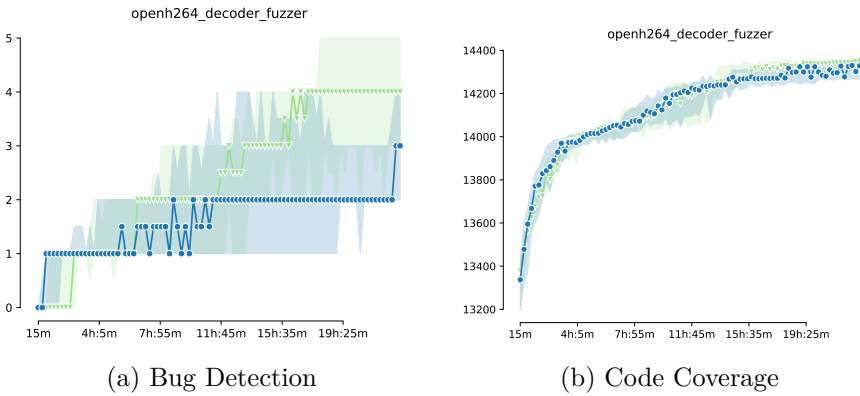 openh264_decoder_fuzzer
5
4
3
2
1
0
15m 4h:5m 7h:55m 11h:45m 15h:35m 19h:25m
(a) Bug Detection
openh264_decoder_fuzzer
14400
14200
14000
13800
13600
13400
13200
15m 4h:5m 7h:55m 11h:45m 15h:35m 19h:25m
(b) Code Coverage